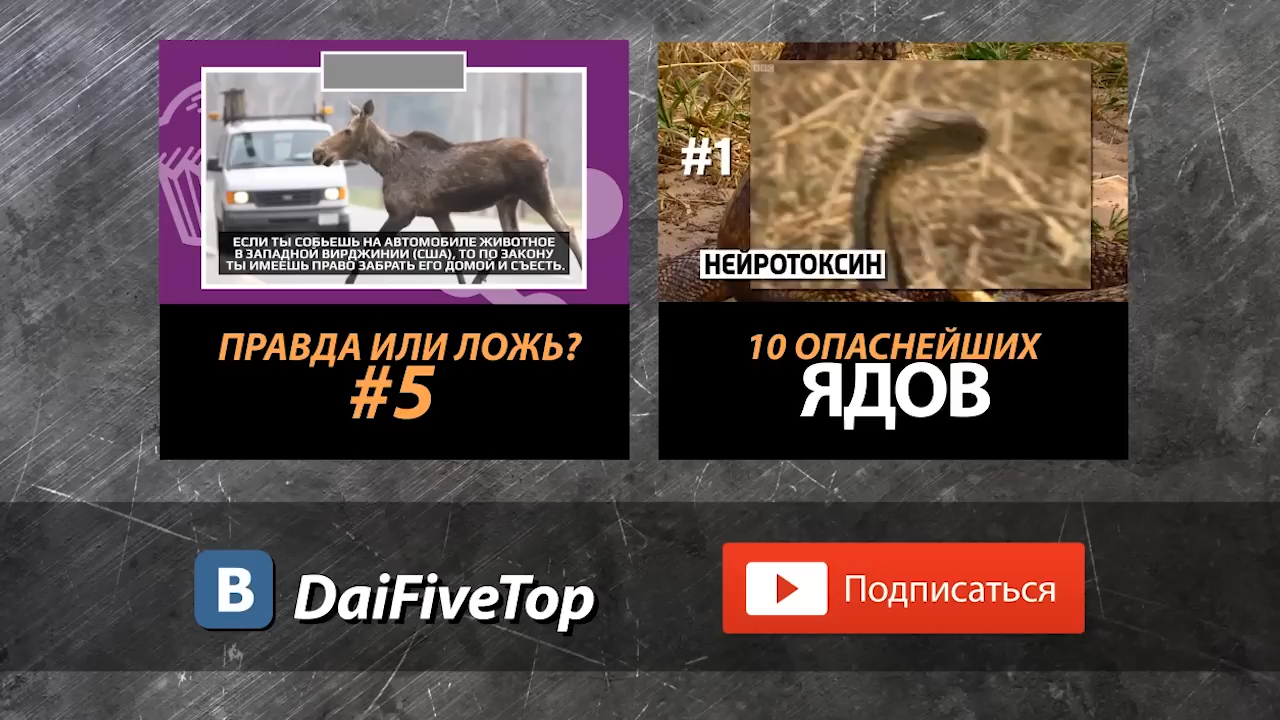 ЕСЛИ ТЫ СОБЬЕШЬ НА АВТОМОБИЛЕ ЖИВОТНОЕ
В ЗАПАДНОЙ ВИРДЖИНИИ (США), ТО ПО ЗАКОНУ
ТЫ ИМЕЕШЬ ПРАВО ЗАБРАТЬ ЕГО ДОМОЙ И СЪЕСТЬ.
ПРАВДА ИЛИ ЛОЖЬ?
#5
BBC
#1
НЕЙРОТОКСИН
10 ОПАСНЕЙШИХ
ЯДОВ
В DaiFiveTop
Подписаться